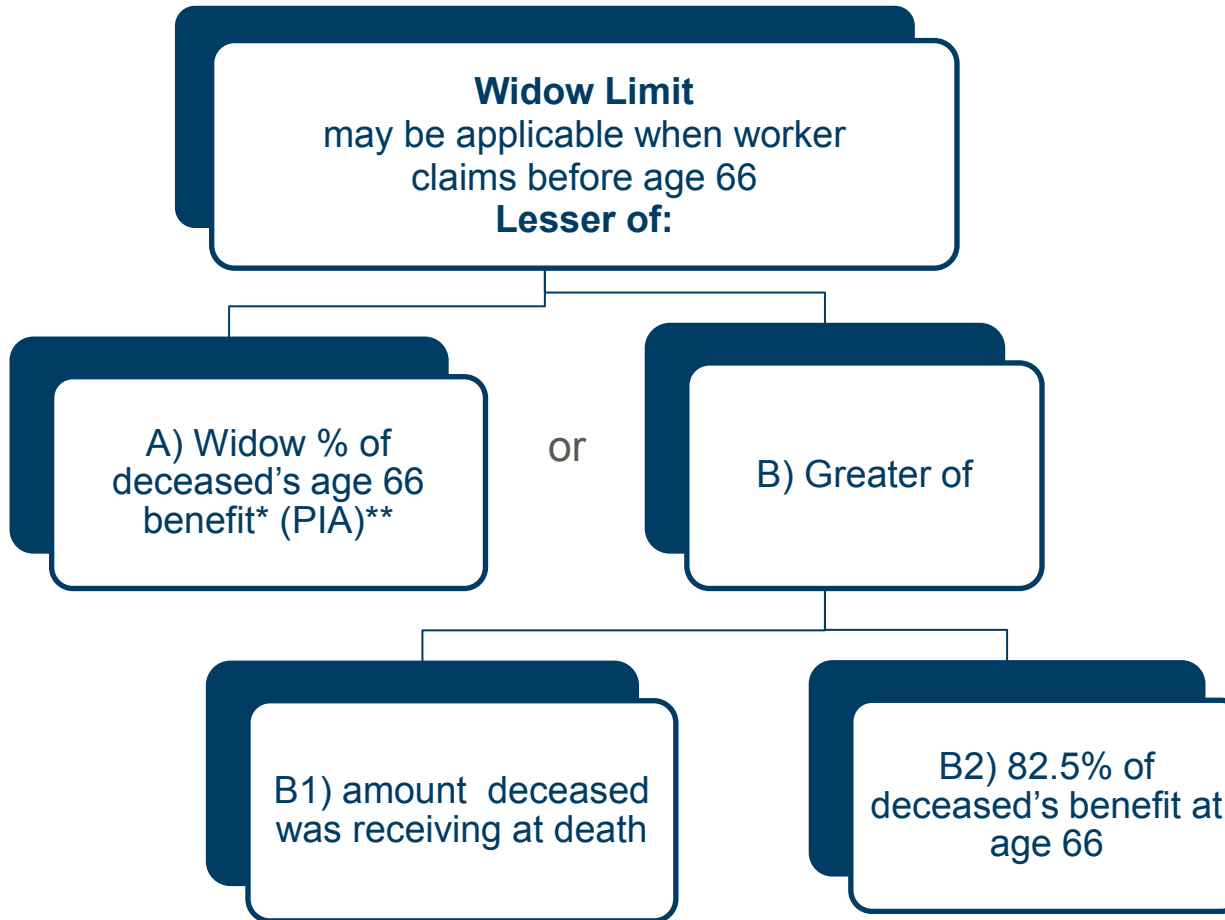 Widow Limit
may be applicable when worker
claims before age 66
Lesser of:
A) Widow % of
deceased’s age 66
benefit* (PIA)**
or
B) Greater of
B1) amount  deceased
was receiving at death
B2) 82.5% of
deceased’s benefit at
age 66